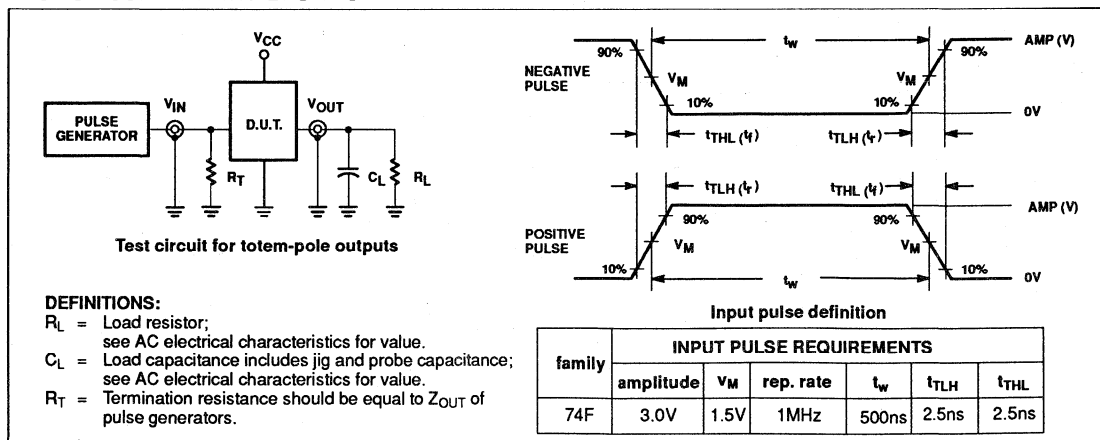 VCC
VIN
VOUT
PULSE
GENERATOR
D.U.T.
RT
CL
RL
Test circuit for totem-pole outputs
DEFINITIONS:
RL = Load resistor;
see AC electrical characteristics for value.
CL = Load capacitance includes jig and probe capacitance;
see AC electrical characteristics for value.
RT = Termination resistance should be equal to ZOUT of
pulse generators.
NEGATIVE
PULSE
90%
tw
90%
AMP (V)
VM
VM
10%
10%
0V
tTHL (tf)
tTLH (tr)
tTLH (tr)
tTHL (tf)
AMP (V)
POSITIVE
PULSE
90%
90%
VM
VM
10%
10%
0V
tw
Input pulse definition
family
INPUT PULSE REQUIREMENTS
amplitude VM rep. rate tw tTLH tTHL
74F 3.0V 1.5V 1MHz 500ns 2.5ns 2.5ns